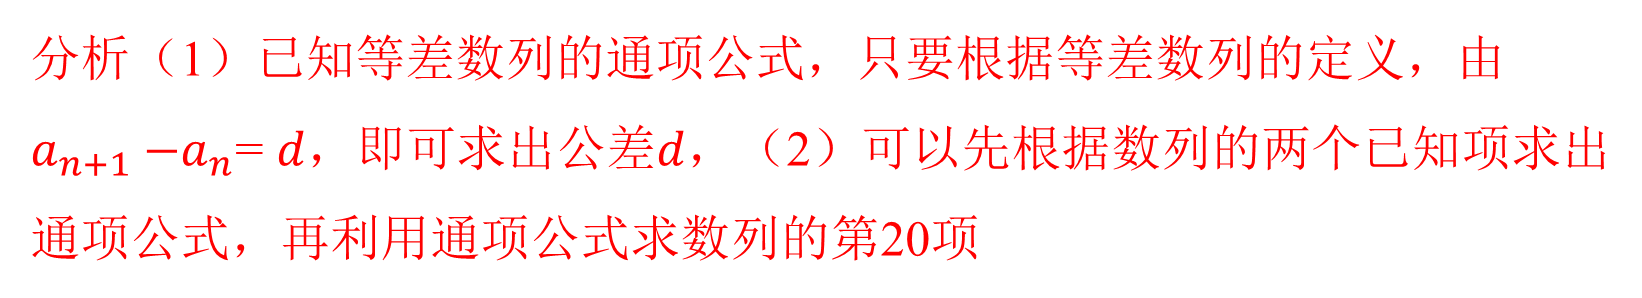 分析（1）已知等差数列的通项公式，只要根据等差数列的定义，由
aₙ₊₁ −aₙ= d，即可求出公差d，（2）可以先根据数列的两个已知项求出
通项公式，再利用通项公式求数列的第20项